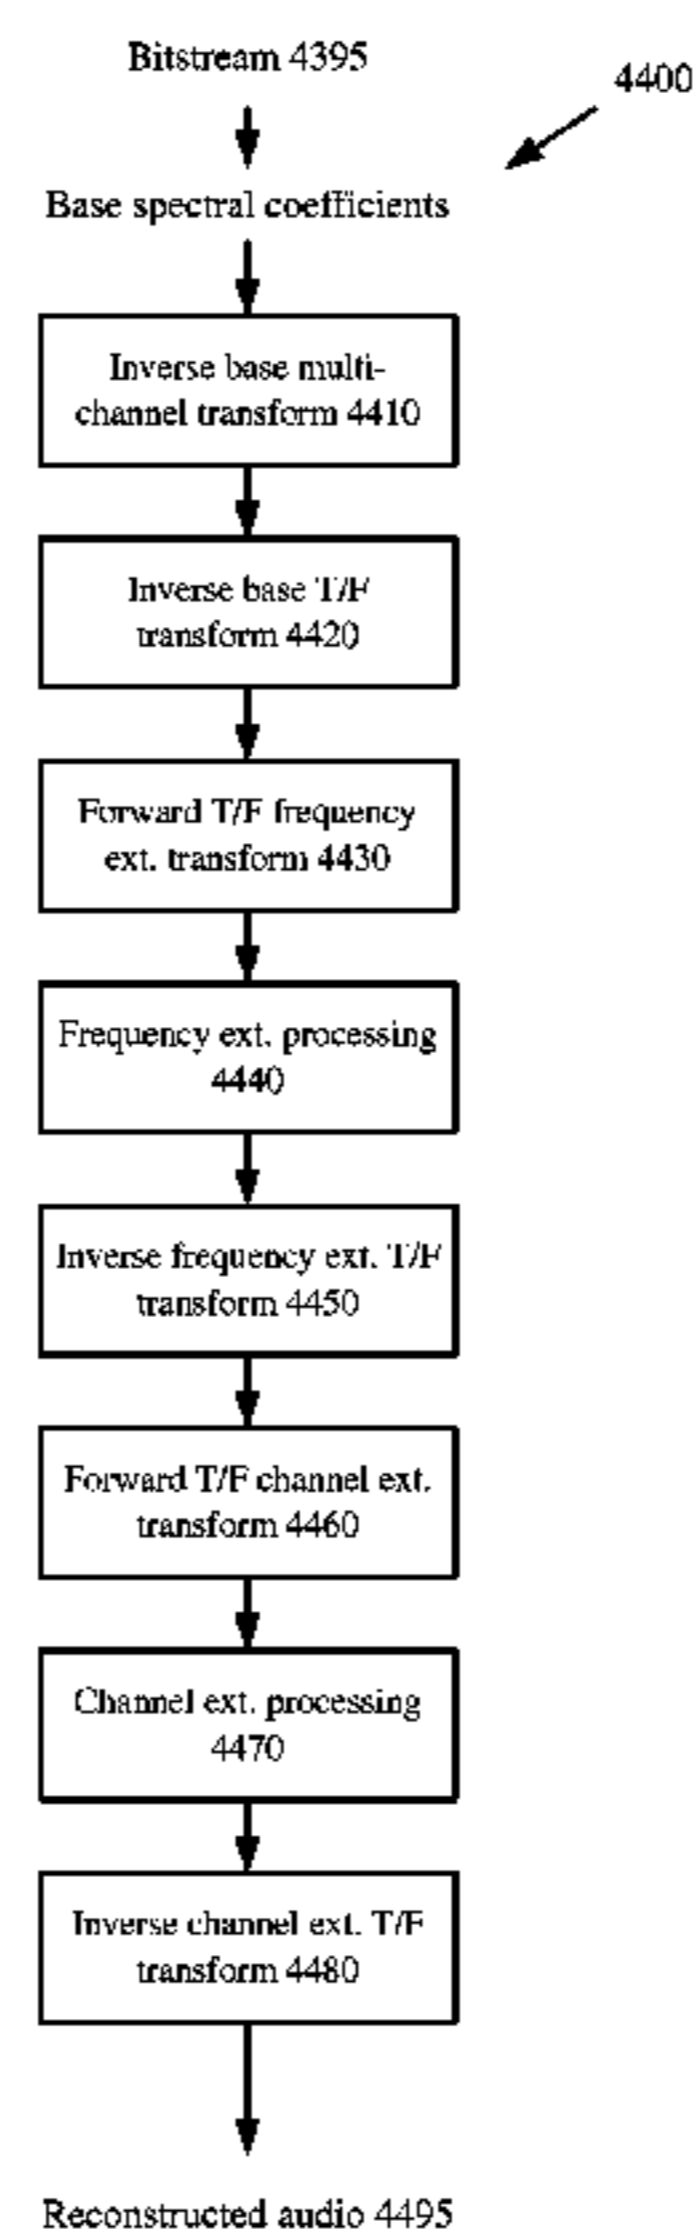 Bitstream 4395
4400
Base spectral coefficients
Inverse base multi-
channel transform 4410
Inverse base T/F
transform 4420
Forward T/F frequency
ext. transform 4430
Frequency ext. processing
4440
Inverse frequency ext. T/F
transform 4450
Forward T/F channel ext.
transform 4460
Channel ext. processing
4470
Inverse channel ext. T/F
transform 4480
Reconstructed audio 4495